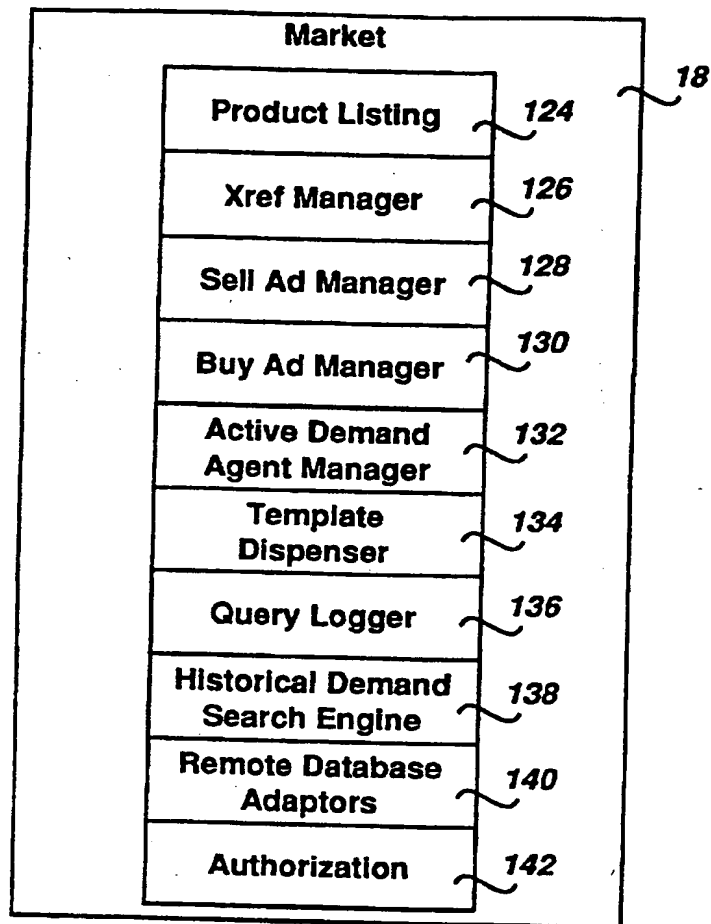 Market
18
Product Listing 124
Xref Manager 126
Sell Ad Manager 128
Buy Ad Manager 130
Active Demand 132
Agent Manager
Template 134
Dispenser
Query Logger 136
Historical Demand 138
Search Engine
Remote Database 140
Adaptors
Authorization 142